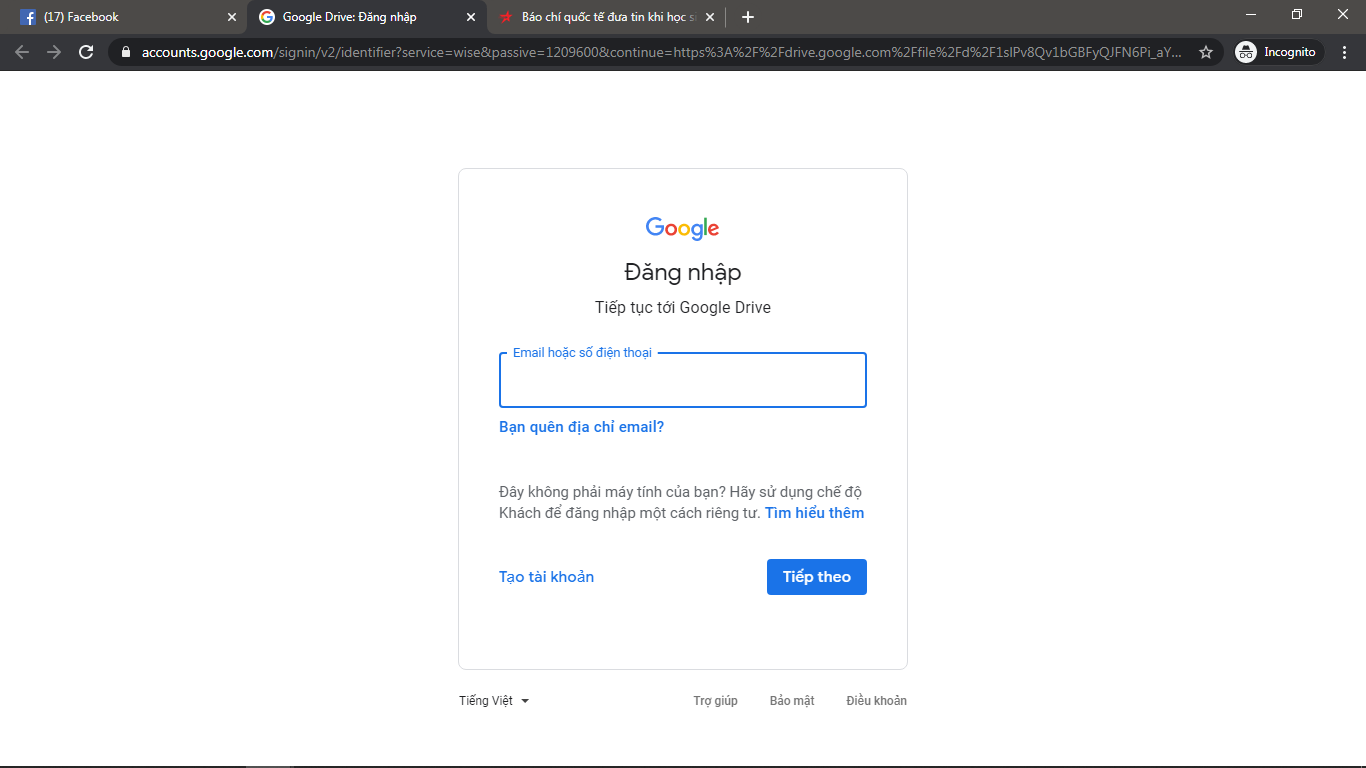 (17) Facebook
Google Drive: Đăng nhập
Báo chí quốc tế đưa tin khi học
accounts.google.com/signin/v2/identifier?service=wise&passive=1209600&continue=https%3A%2F%2Fdrive.google.com%2Ffile%2Fd%2F1slPv8Qv1bGBFyQJFN6Pi_aY...
Incognito
Google
Đăng nhập
Tiếp tục tới Google Drive
Email hoặc số điện thoại
Bạn quên địa chỉ email?
Đây không phải máy tính của bạn? Hãy sử dụng chế độ
Khách để đăng nhập một cách riêng tư. Tìm hiểu thêm
Tạo tài khoản
Tiếp theo
Tiếng Việt
Trợ giúp
Bảo mật
Điều khoản